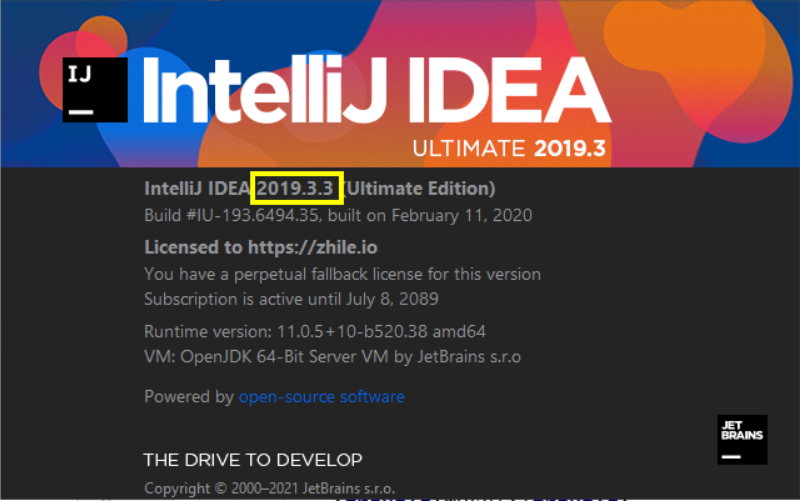 IJ
IntelliJ IDEA
ULTIMATE 2019.3
IntelliJ IDEA 2019.3.3 (Ultimate Edition)
Build #IU-193.6494.35, built on February 11, 2020
Licensed to https://zhile.io
You have a perpetual fallback license for this version
Subscription is active until July 8, 2089
Runtime version: 11.0.5+10-b520.38 amd64
VM: OpenJDK 64-Bit Server VM by JetBrains s.r.o
Powered by open-source software
JET
BRAINS
THE DRIVE TO DEVELOP
Copyright © 2000–2021 JetBrains s.r.o.